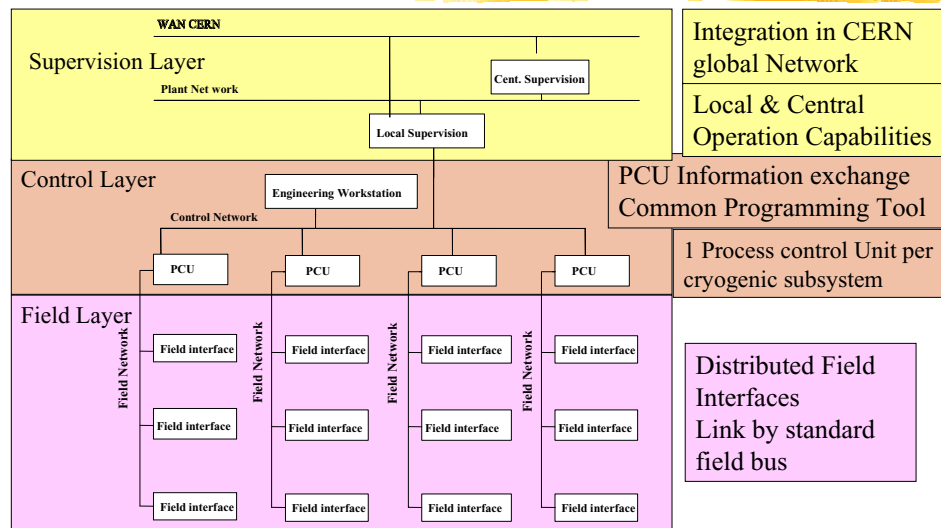 WAN CERN
Supervision Layer
Cent. Supervision
Plant Net work
Local Supervision
Integration in CERN
global Network
Local & Central
Operation Capabilities
Control Layer
Engineering Workstation
Control Network
PCU
PCU
PCU
PCU
PCU Information exchange
Common Programming Tool
1 Process control Unit per
cryogenic subsystem
Field Layer
Field Network
Field Network
Field Network
Field Network
Field interface
Field interface
Field interface
Field interface
Field interface
Field interface
Field interface
Field interface
Field interface
Field interface
Field interface
Field interface
Distributed Field
Interfaces
Link by standard
field bus